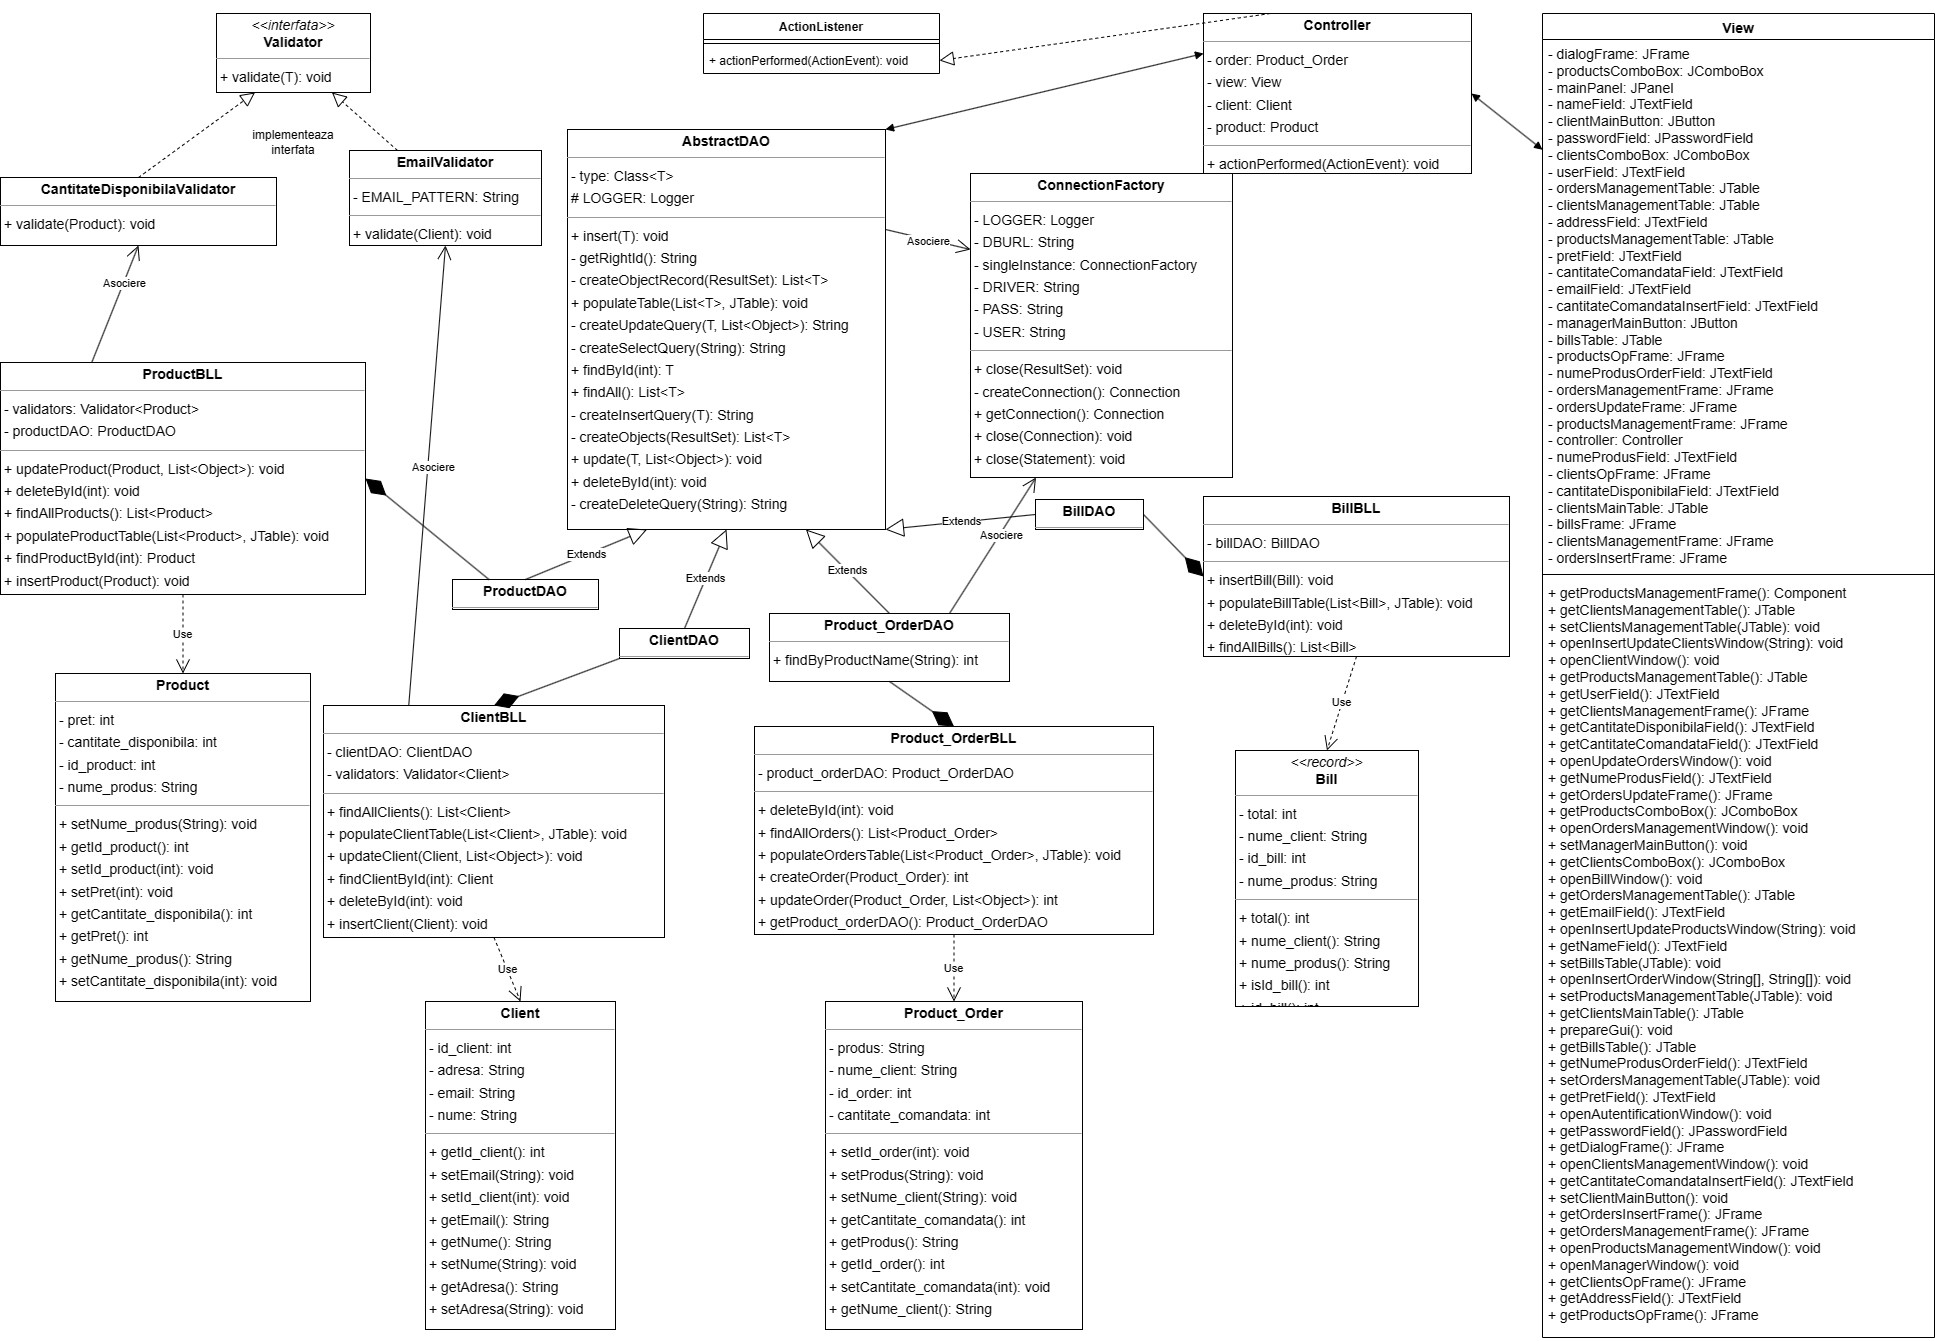 <<interfata>>
Validator
+ validate(T): void
implementeaza
interfata
CantitateDisponibilaValidator
+ validate(Product): void
EmailValidator
- EMAIL_PATTERN: String
+ validate(Client): void
Asociere
ProductBLL
- validators: Validator<Product>
- productDAO: ProductDAO
+ updateProduct(Product, List<Object>): void
+ deleteById(int): void
+ findAllProducts(): List<Product>
+ populateProductTable(List<Product>, JTable): void
+ findProductById(int): Product
+ insertProduct(Product): void
Use
Product
- pret: int
- cantitate_disponibila: int
- id_product: int
- nume_produs: String
+ setNume_produs(String): void
+ getId_product(): int
+ setId_product(int): void
+ setPret(int): void
+ getCantitate_disponibila(): int
+ getPret(): int
+ getNume_produs(): String
+ setCantitate_disponibila(int): void
Asociere
ClientBLL
- clientDAO: ClientDAO
- validators: Validator<Client>
+ findAllClients(): List<Client>
+ populateClientTable(List<Client>, JTable): void
+ updateClient(Client, List<Object>): void
+ findClientById(int): Client
+ deleteById(int): void
+ insertClient(Client): void
Use
Client
- id_client: int
- adresa: String
- email: String
- nume: String
+ getId_client(): int
+ setEmail(String): void
+ setId_client(int): void
+ getEmail(): String
+ getNume(): String
+ setNume(String): void
+ getAdresa(): String
+ setAdresa(String): void
ActionListener
+ actionPerformed(ActionEvent): void
AbstractDAO
- type: Class<T>
# LOGGER: Logger
+ insert(T): void
- getRightId(): String
- createObjectRecord(ResultSet): List<T>
+ populateTable(List<T>, JTable): void
- createUpdateQuery(T, List<Object>): String
- createSelectQuery(String): String
+ findById(int): T
+ findAll(): List<T>
- createInsertQuery(T): String
- createObjects(ResultSet): List<T>
+ update(T, List<Object>): void
+ deleteById(int): void
- createDeleteQuery(String): String
Extends
ProductDAO
Extends
ClientDAO
Extends
Product_OrderDAO
+ findByProductName(String): int
Extends
Asociere
BillDAO
Asociere
ConnectionFactory
- LOGGER: Logger
- DBURL: String
- singleInstance: ConnectionFactory
- DRIVER: String
- PASS: String
- USER: String
+ close(ResultSet): void
- createConnection(): Connection
+ getConnection(): Connection
+ close(Connection): void
+ close(Statement): void
Controller
- order: Product_Order
- view: View
- client: Client
- product: Product
+ actionPerformed(ActionEvent): void
Product_OrderBLL
- product_orderDAO: Product_OrderDAO
+ deleteById(int): void
+ findAllOrders(): List<Product_Order>
+ populateOrdersTable(List<Product_Order>, JTable): void
+ createOrder(Product_Order): int
+ updateOrder(Product_Order, List<Object>): int
+ getProduct_orderDAO(): Product_OrderDAO
Use
Product_Order
- produs: String
- nume_client: String
- id_order: int
- cantitate_comandata: int
+ setId_order(int): void
+ setProdus(String): void
+ setNume_client(String): void
+ getCantitate_comandata(): int
+ getProdus(): String
+ getId_order(): int
+ setCantitate_comandata(int): void
+ getNume_client(): String
BillBLL
- billDAO: BillDAO
+ insertBill(Bill): void
+ populateBillTable(List<Bill>, JTable): void
+ deleteById(int): void
+ findAllBills(): List<Bill>
Use
<<record>>
Bill
- total: int
- nume_client: String
- id_bill: int
- nume_produs: String
+ total(): int
+ nume_client(): String
+ nume_produs(): String
+ isId_bill(): int
+ id_bill(): int
View
- dialogFrame: JFrame
- productsComboBox: JComboBox
- mainPanel: JPanel
- nameField: JTextField
- clientMainButton: JButton
- passwordField: JPasswordField
- clientsComboBox: JComboBox
- userField: JTextField
- ordersManagementTable: JTable
- clientsManagementTable: JTable
- addressField: JTextField
- productsManagementTable: JTable
- pretField: JTextField
- cantitateComandataField: JTextField
- emailField: JTextField
- cantitateComandataInsertField: JTextField
- managerMainButton: JButton
- billsTable: JTable
- productsOpFrame: JFrame
- numeProdusOrderField: JTextField
- ordersManagementFrame: JFrame
- ordersUpdateFrame: JFrame
- productsManagementFrame: JFrame
- controller: Controller
- numeProdusField: JTextField
- clientsOpFrame: JFrame
- cantitateDisponibilaField: JTextField
- clientsMainTable: JTable
- billsFrame: JFrame
- clientsManagementFrame: JFrame
- ordersInsertFrame: JFrame
+ getProductsManagementFrame(): Component
+ getClientsManagementTable(): JTable
+ setClientsManagementTable(JTable): void
+ openInsertUpdateClientsWindow(String): void
+ openClientWindow(): void
+ getProductsManagementTable(): JTable
+ getUserField(): JTextField
+ getClientsManagementFrame(): JFrame
+ getCantitateDisponibilaField(): JTextField
+ getCantitateComandataField(): JTextField
+ openUpdateOrdersWindow(): void
+ getNumeProdusField(): JTextField
+ getOrdersUpdateFrame(): JFrame
+ getProductsComboBox(): JComboBox
+ openOrdersManagementWindow(): void
+ setManagerMainButton(): void
+ getClientsComboBox(): JComboBox
+ openBillWindow(): void
+ getOrdersManagementTable(): JTable
+ getEmailField(): JTextField
+ openInsertUpdateProductsWindow(String): void
+ getNameField(): JTextField
+ setBillsTable(JTable): void
+ openInsertOrderWindow(String[], String[]): void
+ setProductsManagementTable(JTable): void
+ getClientsMainTable(): JTable
+ prepareGui(): void
+ getBillsTable(): JTable
+ getNumeProdusOrderField(): JTextField
+ setOrdersManagementTable(JTable): void
+ getPretField(): JTextField
+ openAutentificationWindow(): void
+ getPasswordField(): JPasswordField
+ getDialogFrame(): JFrame
+ openClientsManagementWindow(): void
+ getCantitateComandataInsertField(): JTextField
+ setClientMainButton(): void
+ getOrdersInsertFrame(): JFrame
+ getOrdersManagementFrame(): JFrame
+ openProductsManagementWindow(): void
+ openManagerWindow(): void
+ getClientsOpFrame(): JFrame
+ getAddressField(): JTextField
+ getProductsOpFrame(): JFrame